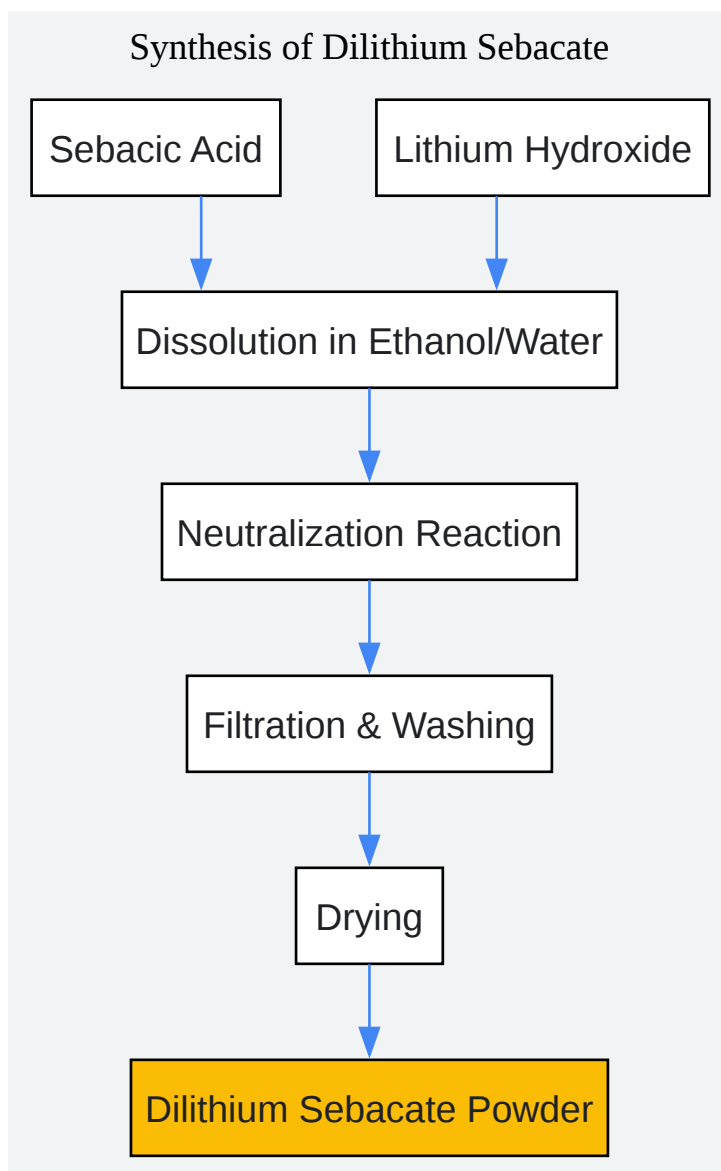 Synthesis of Dilithium Sebacate
Sebacic Acid
Lithium Hydroxide
Dissolution in Ethanol/Water
Neutralization Reaction
Filtration & Washing
Drying
Dilithium Sebacate Powder